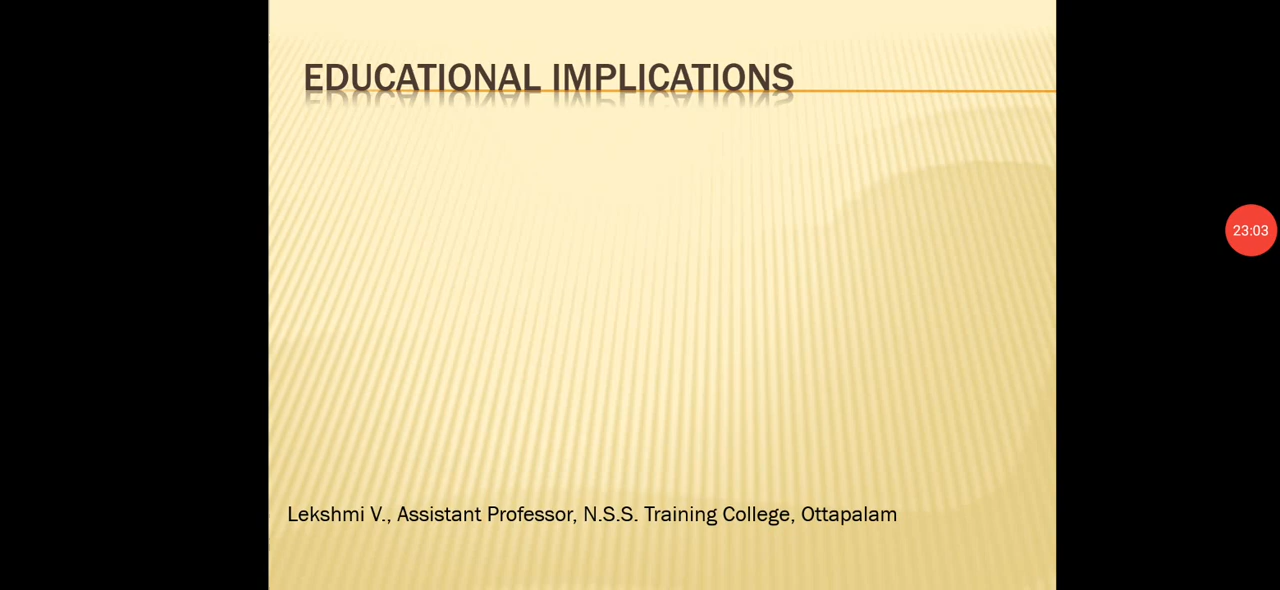 EDUCATIONAL IMPLICATIONS
23:03
Lekshmi V., Assistant Professor, N.S.S. Training College, Ottapalam